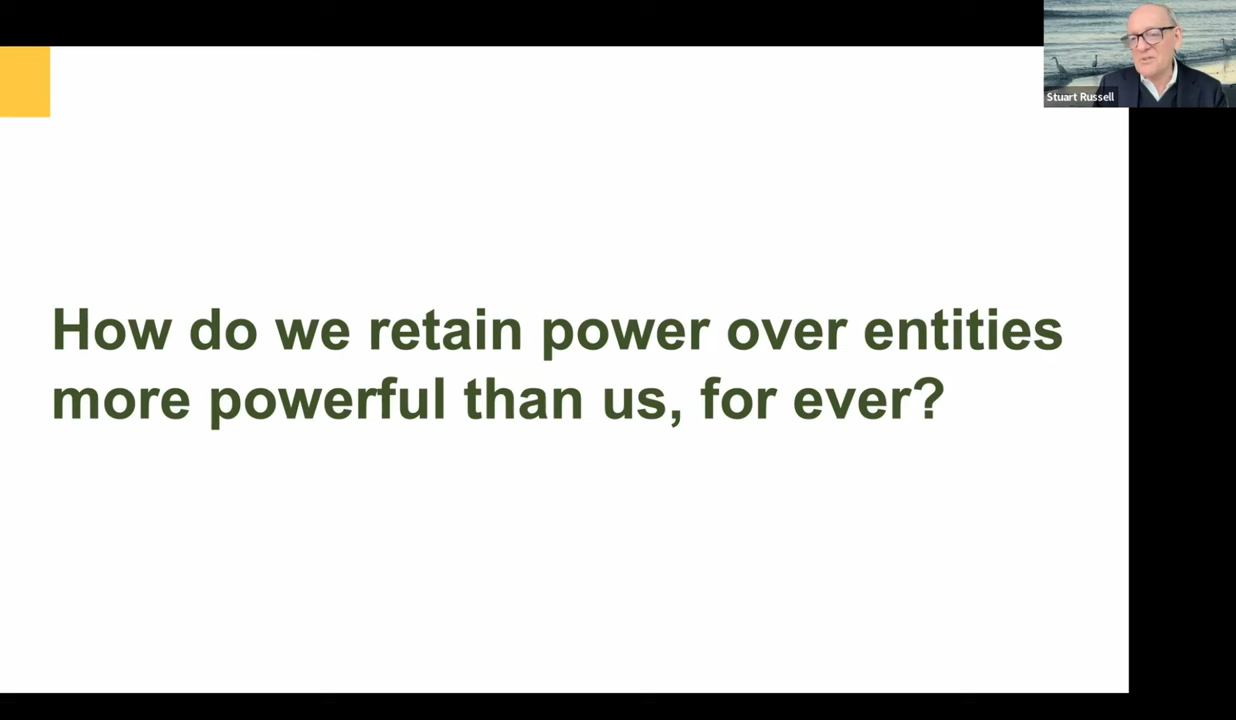 Stuart Russell
How do we retain power over entities
more powerful than us, for ever?